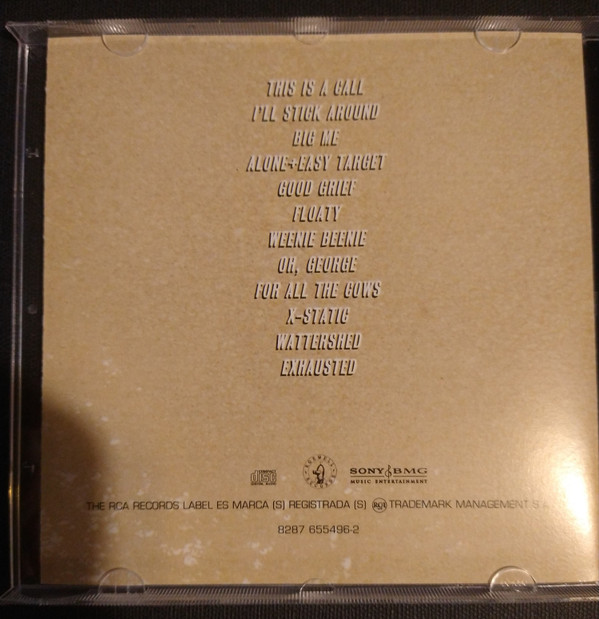 THIS IS A CALL
I'LL STICK AROUND
BIG ME
ALONE+EASY TARGET
GOOD GRIEF
FLOATY
WEENIE BEENIE
OH, GEORGE
FOR ALL THE COWS
X-STATIC
WATTERSHED
EXHAUSTED
SONY BMG
MUSIC ENTERTAINMENT
THE RCA RECORDS LABEL ES MARCA (S) REGISTRADA (S) RCA TRADEMARK MANAGEMENT
8287 655496-2